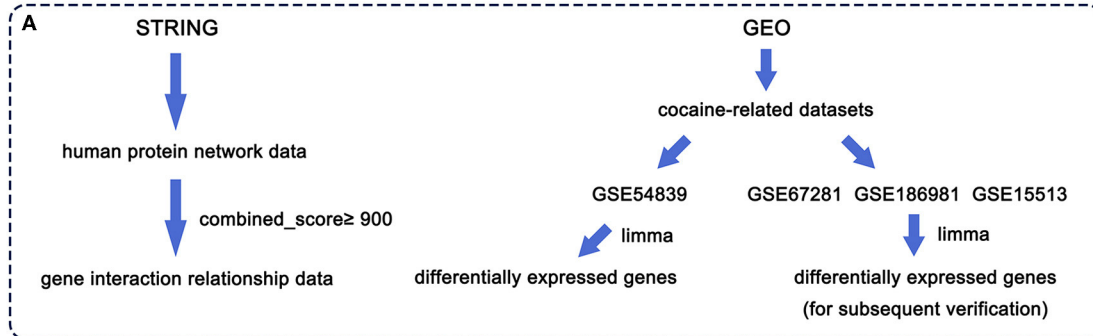 A
STRING
human protein network data
combined_score≥ 900
gene interaction relationship data
GEO
cocaine-related datasets
GSE54839
limma
differentially expressed genes
GSE67281 GSE186981 GSE15513
limma
differentially expressed genes
(for subsequent verification)